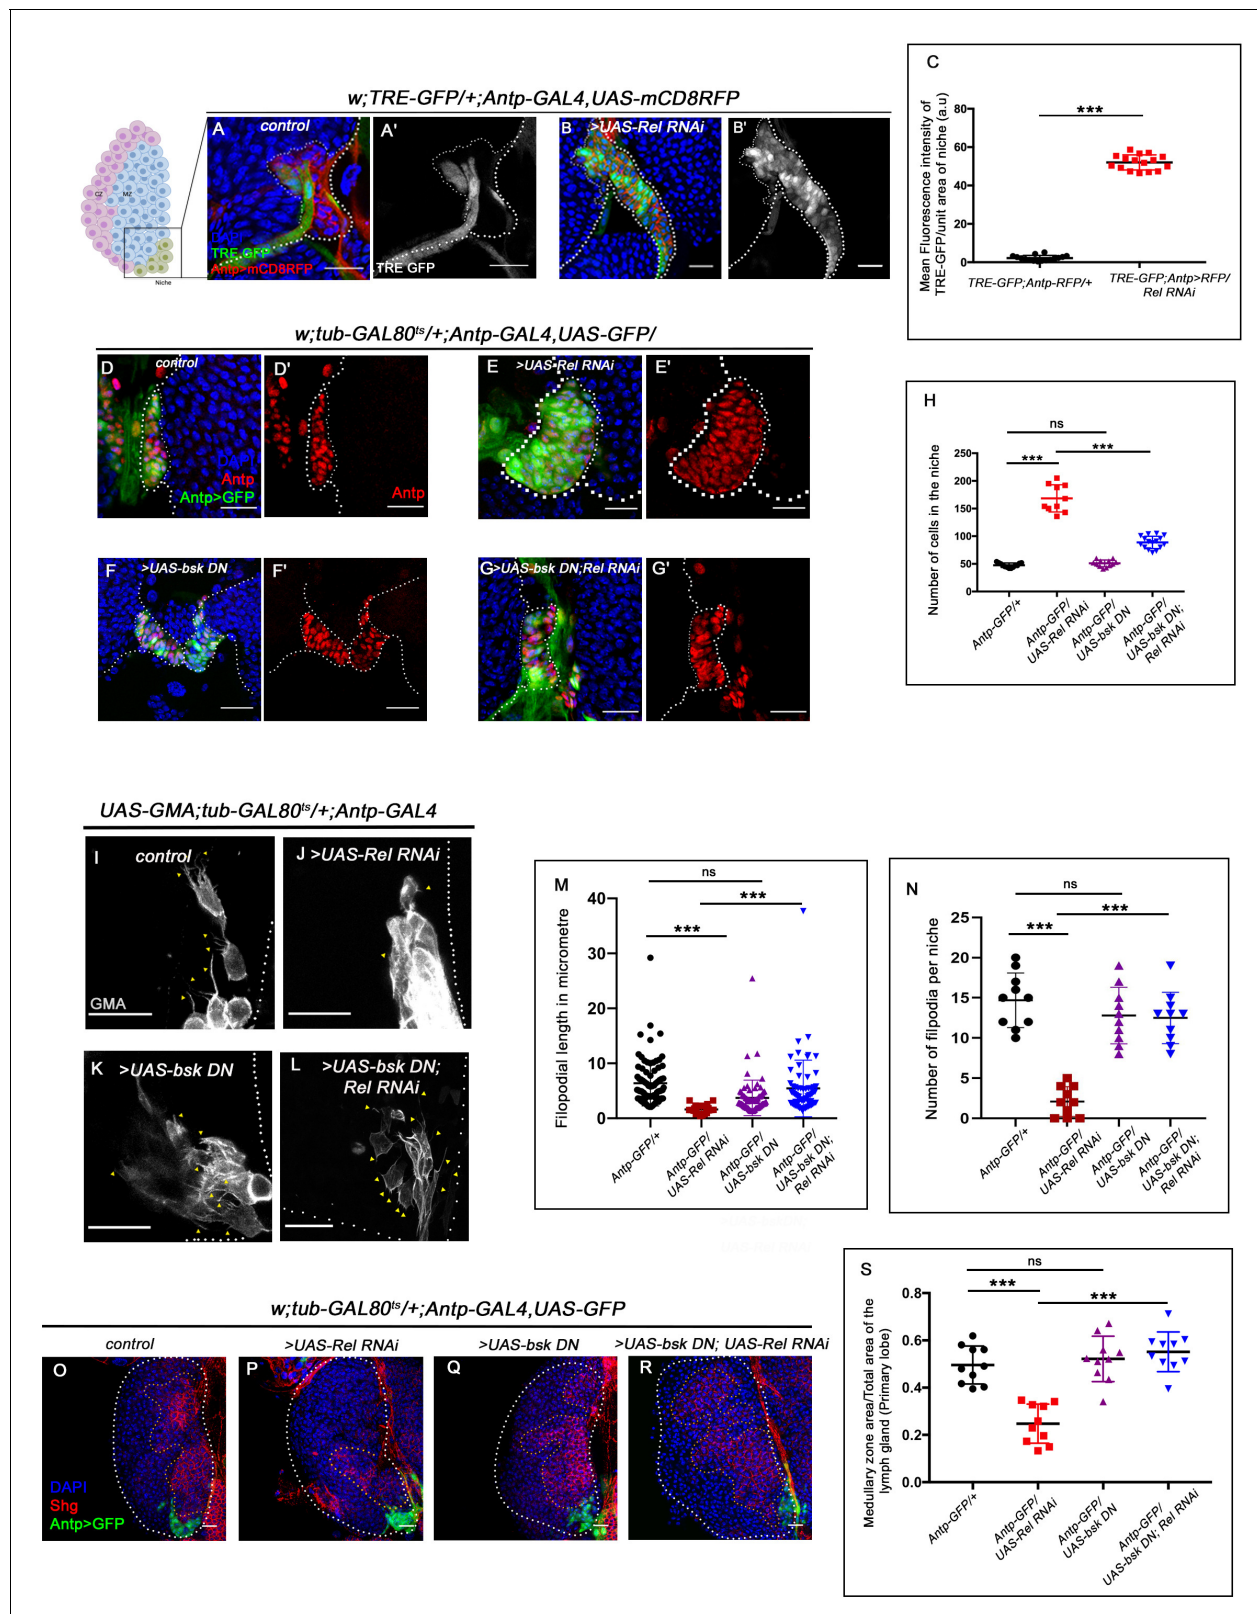 w;TRE-GFP/+;Antp-GAL4,UAS-mCD8RFP
A
control
TRE GFP
Antp>mCD8RFP
A'
TRE GFP
B
>UAS-Rel RNAi
B'
CZ
MZ
Niche
C
Mean Fluorescence intensity of
TRE-GFP/unit area of niche (a.u)
80
60
40
20
0
***
TRE-GFP;Antp-RFP/+
TRE-GFP;Antp>RFP/
Rel RNAi
w;tub-GAL80ts/+;Antp-GAL4,UAS-GFP/
D
control
DAPI
Antp
Antp>GFP
D'
Antp
E
>UAS-Rel RNAi
E'
F
>UAS-bsk DN
F'
G
>UAS-bsk DN;Rel RNAi
G'
H
Number of cells in the niche
250
200
150
100
50
0
ns
***
***
Antp-GFP/+
Antp-GFP/
UAS-Rel RNAi
Antp-GFP/
UAS-bsk DN
Antp-GFP/
UAS-bsk DN;
Rel RNAi
UAS-GMA;tub-GAL80ts/+;Antp-GAL4
I
control
GMA
J >UAS-Rel RNAi
K
>UAS-bsk DN
L
>UAS-bsk DN;
Rel RNAi
M
Filopodial length in micrometre
40
30
20
10
0
ns
***
***
Antp-GFP/+
Antp-GFP/
UAS-Rel RNAi
Antp-GFP/
UAS-bsk DN
Antp-GFP/
UAS-bsk DN;
Rel RNAi
N
Number of filpodia per niche
25
20
15
10
5
0
ns
***
***
Antp-GFP/+
Antp-GFP/
UAS-Rel RNAi
Antp-GFP/
UAS-bsk DN
Antp-GFP/
UAS-bsk DN;
Rel RNAi
w;tub-GAL80ts/+;Antp-GAL4,UAS-GFP
control
>UAS-Rel RNAi
>UAS-bsk DN
>UAS-bsk DN; UAS-Rel RNAi
O
DAPI
Shg
Antp>GFP
P
Q
R
S
Medullary zone area/Total area of the
lymph gland (Primary lobe)
0.8
0.6
0.4
0.2
0.0
ns
***
***
Antp-GFP/+
Antp-GFP/
UAS-Rel RNAi
Antp-GFP/
UAS-bsk DN
Antp-GFP/
UAS-bsk DN; Rel RNAi